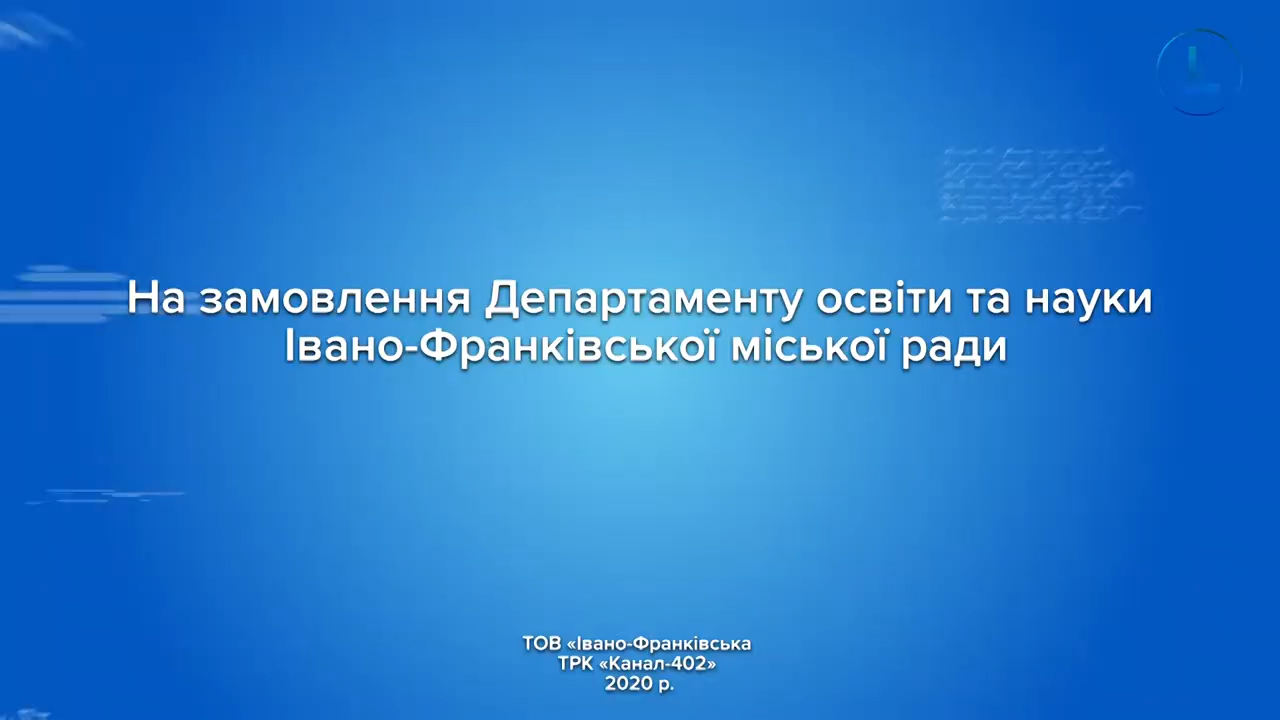 На замовлення Департаменту освіти та науки
Івано-Франківської міської ради
ТОВ «Івано-Франківська
ТРК «Канал-402»
2020 р.